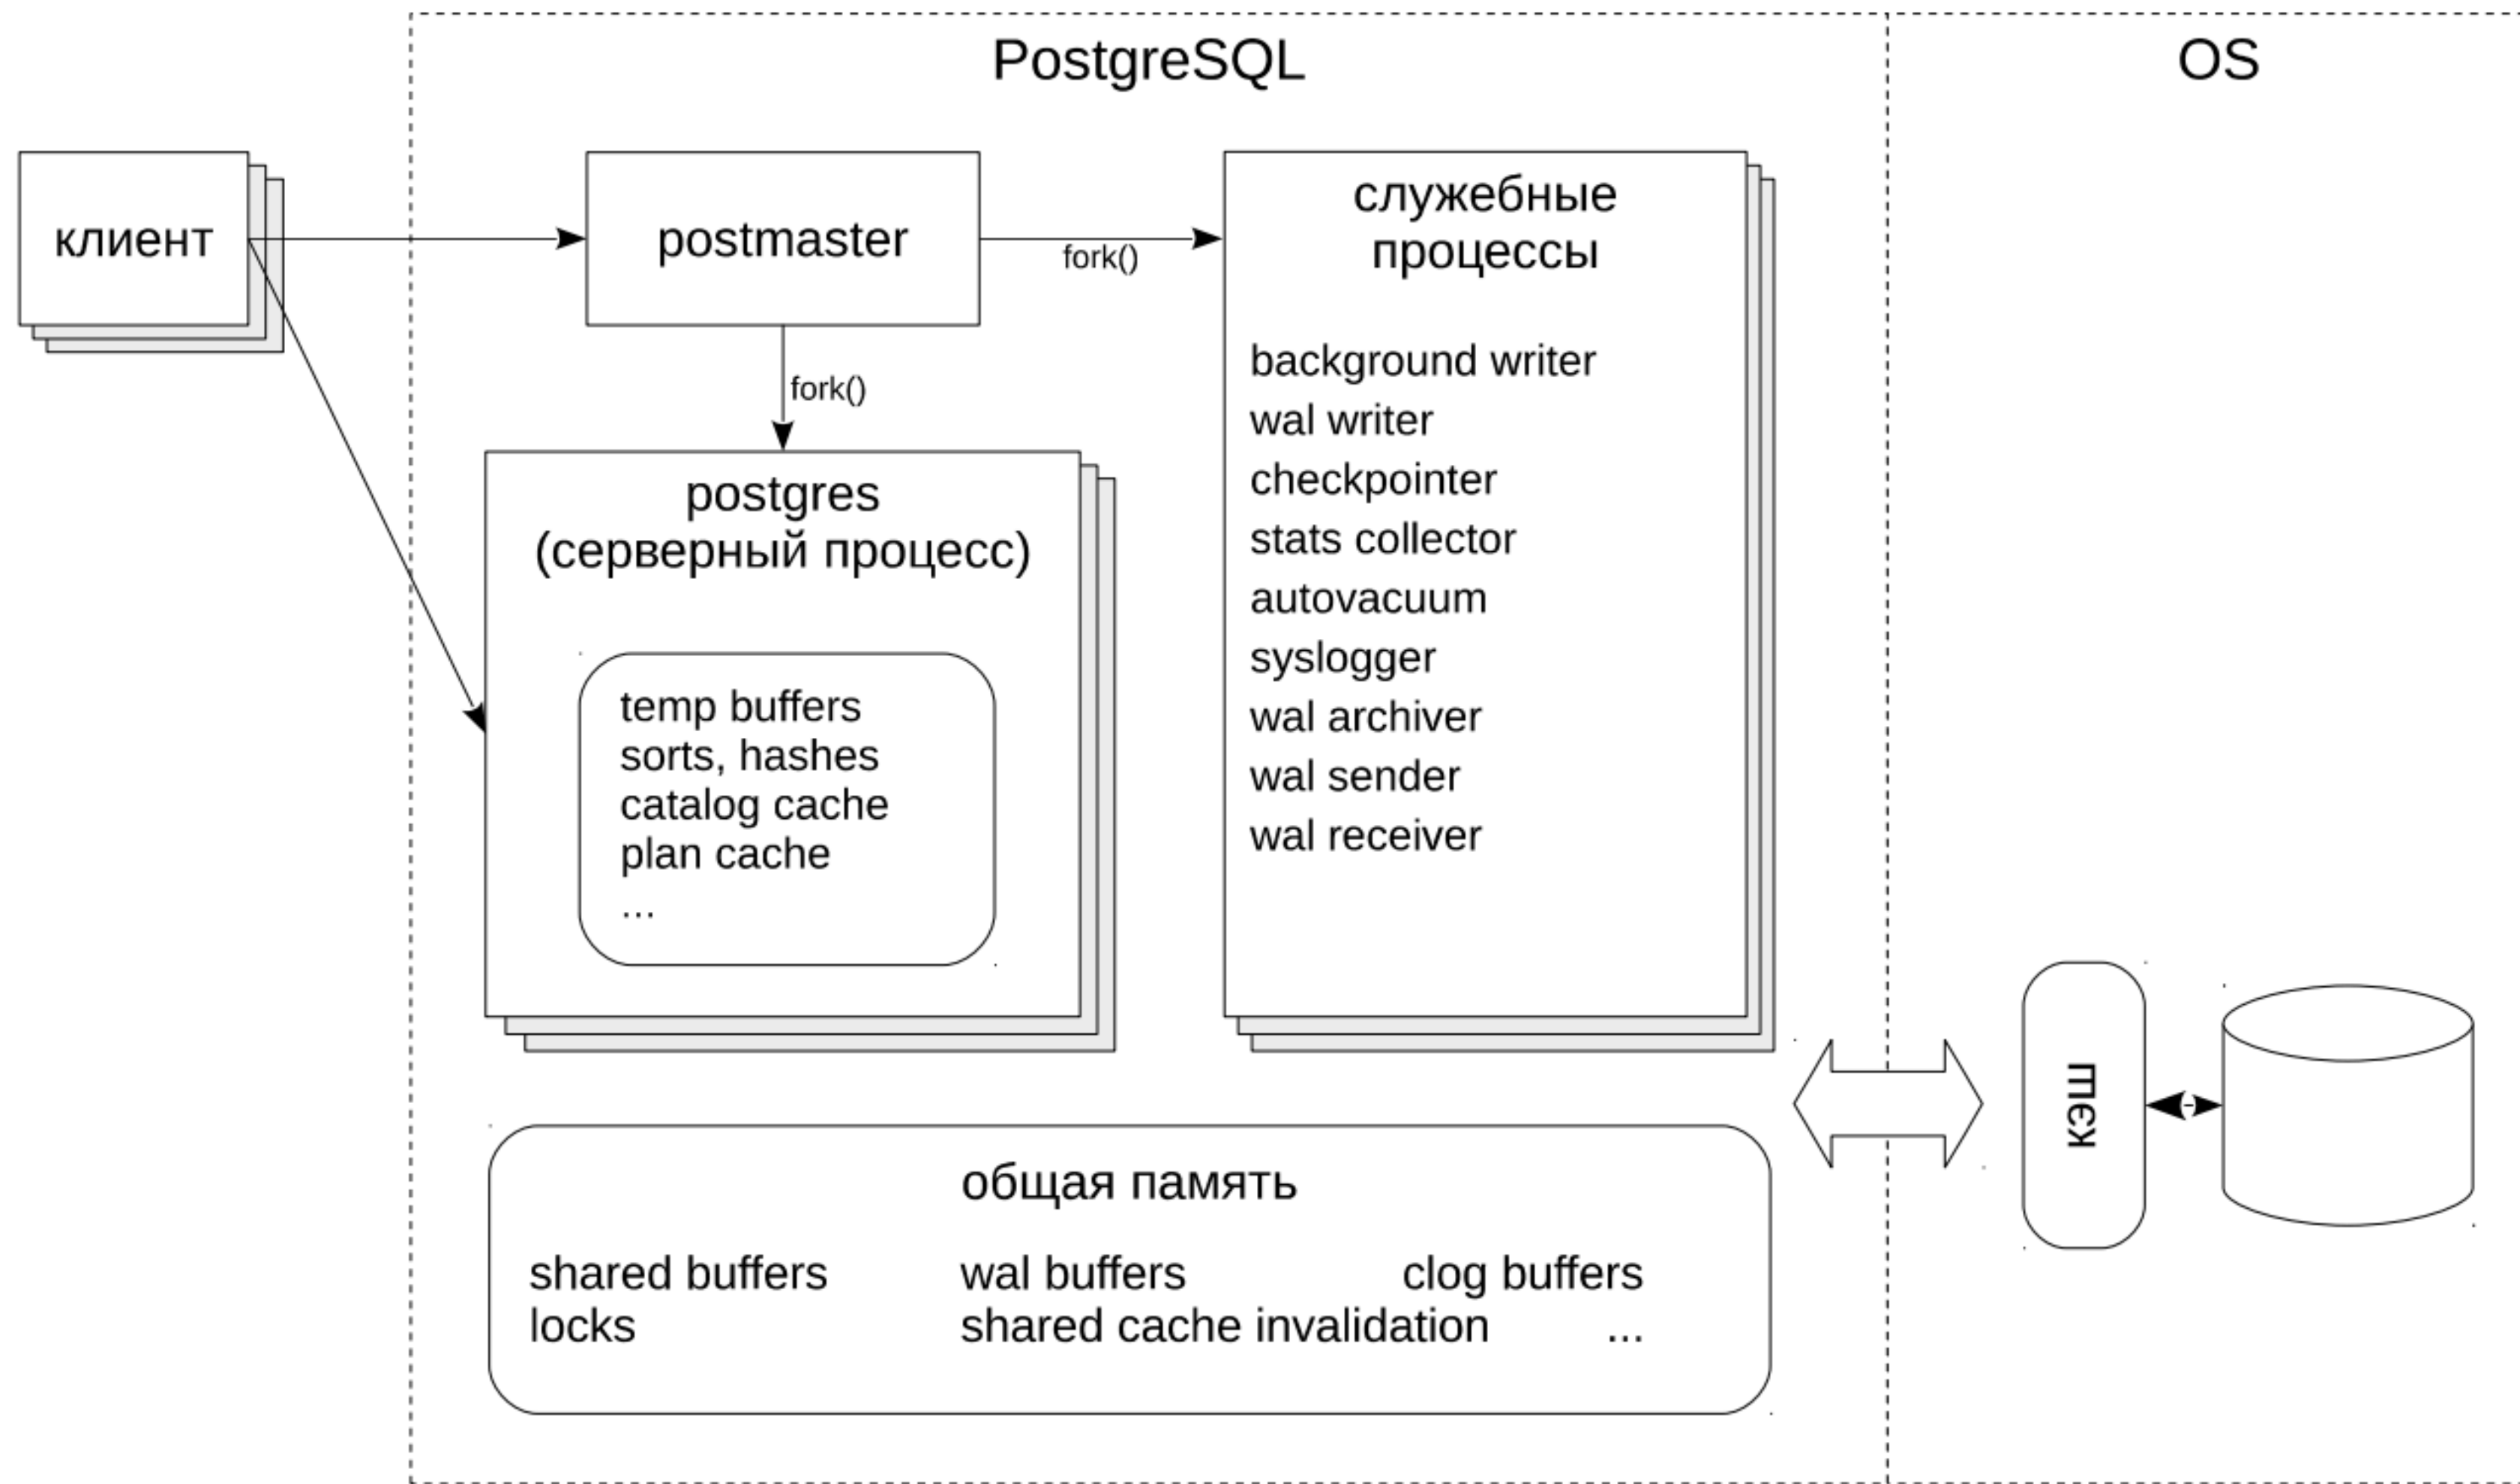 PostgreSQL
OS
клиент
postmaster
fork()
fork()
служебные
процессы
background writer
wal writer
checkpointer
stats collector
autovacuum
syslogger
wal archiver
wal sender
wal receiver
postgres
(серверный процесс)
temp buffers
sorts, hashes
catalog cache
plan cache
...
общая память
shared buffers
wal buffers
clog buffers
locks
shared cache invalidation
...
кэш